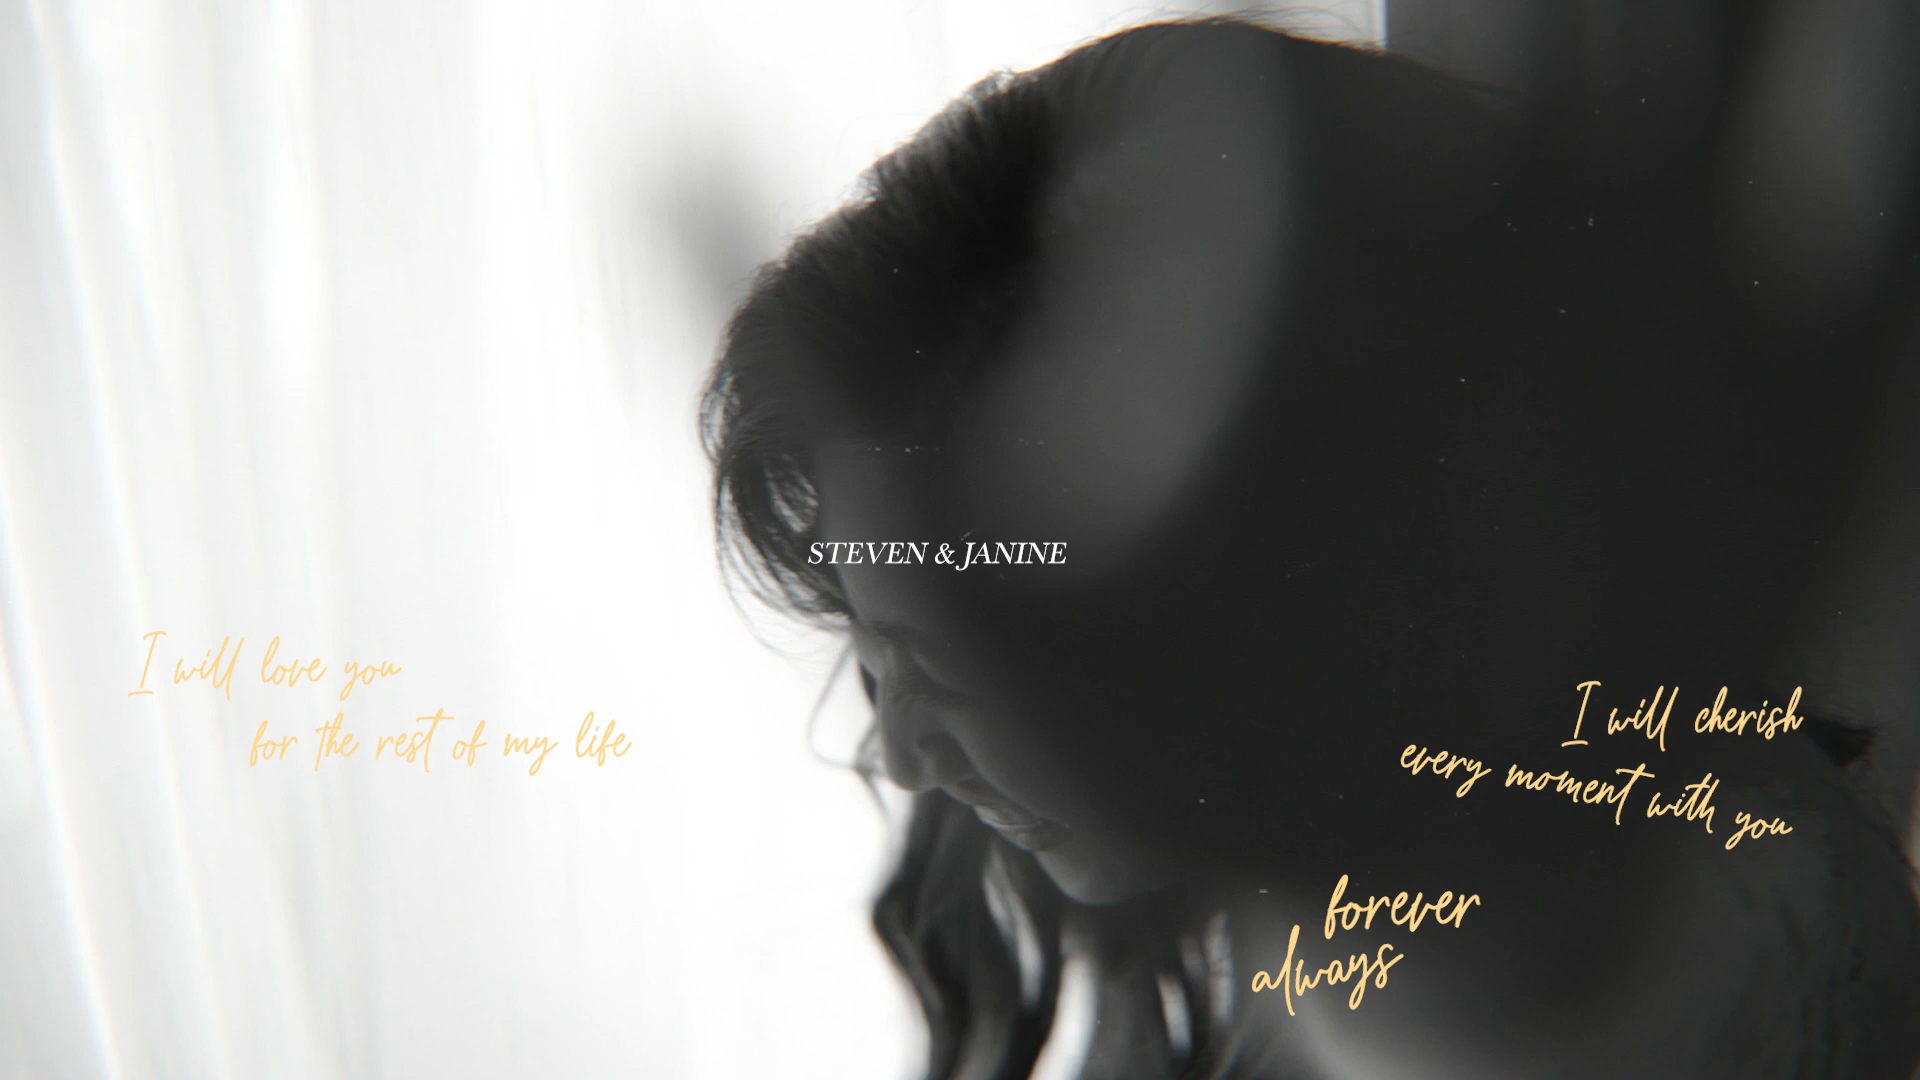 STEVEN & JANINE
I will love you
for the rest of my life
I will cherish
every moment with you
forever
always